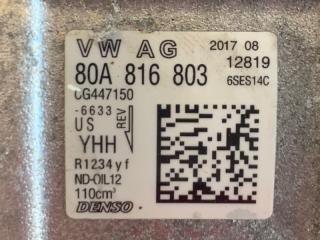 VW AG 2017 08
80A 816 803 12819
CG447150 6SES14C
-6633
US REV
YHH
R1234yf
ND-OIL12
110cm³
DENSO